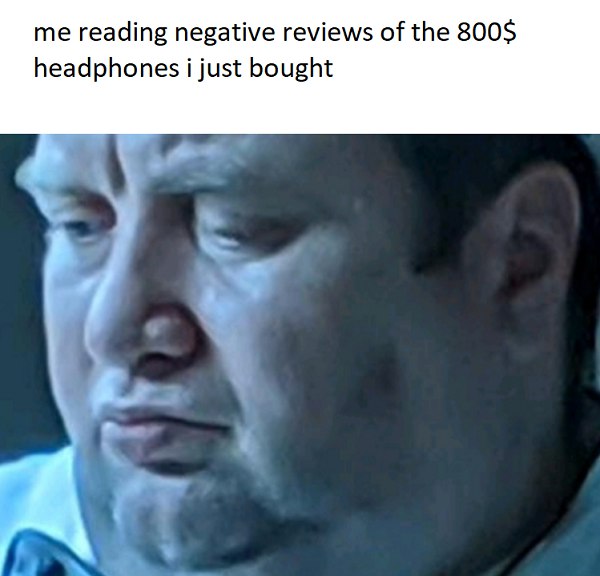 me reading negative reviews of the 800$
headphones i just bought